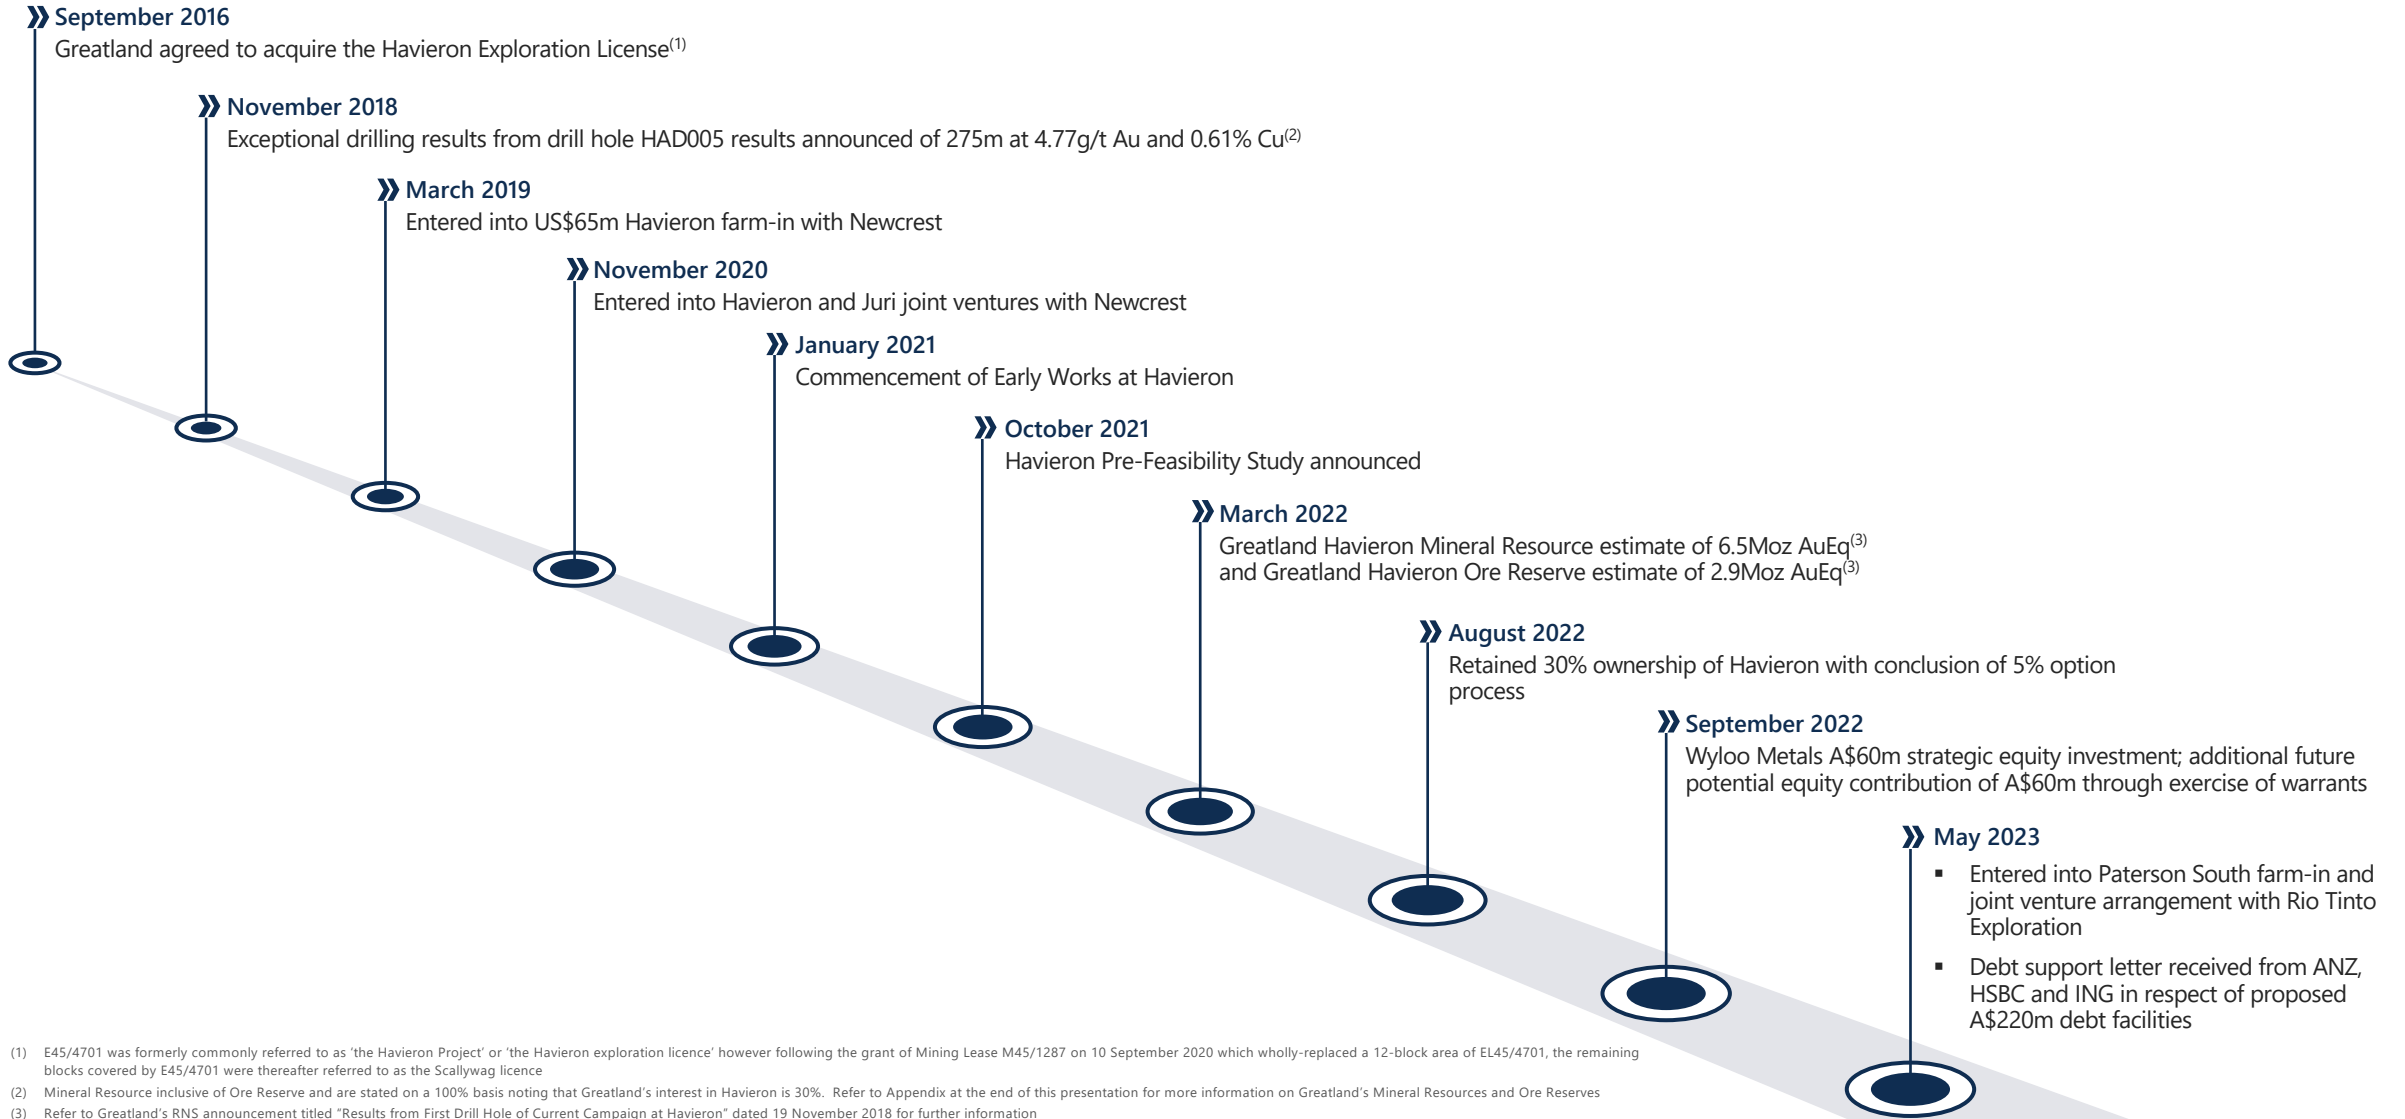 September 2016
Greatland agreed to acquire the Havieron Exploration License(1)
November 2018
Exceptional drilling results from drill hole HAD005 results announced of 275m at 4.77g/t Au and 0.61% Cu(2)
March 2019
Entered into US$65m Havieron farm-in with Newcrest
November 2020
Entered into Havieron and Juri joint ventures with Newcrest
January 2021
Commencement of Early Works at Havieron
October 2021
Havieron Pre-Feasibility Study announced
March 2022
Greatland Havieron Mineral Resource estimate of 6.5Moz AuEq(3)
and Greatland Havieron Ore Reserve estimate of 2.9Moz AuEq(3)
August 2022
Retained 30% ownership of Havieron with conclusion of 5% option
process
September 2022
Wyloo Metals A$60m strategic equity investment; additional future
potential equity contribution of A$60m through exercise of warrants
May 2023
▪ Entered into Paterson South farm-in and
joint venture arrangement with Rio Tinto
Exploration
▪ Debt support letter received from ANZ,
HSBC and ING in respect of proposed
A$220m debt facilities
(1) E45/4701 was formerly commonly referred to as ‘the Havieron Project’ or ‘the Havieron exploration licence’ however following the grant of Mining Lease M45/1287 on 10 September 2020 which wholly-replaced a 12-block area of EL45/4701, the remaining
blocks covered by E45/4701 were thereafter referred to as the Scallywag licence
(2) Mineral Resource inclusive of Ore Reserve and are stated on a 100% basis noting that Greatland’s interest in Havieron is 30%. Refer to Appendix at the end of this presentation for more information on Greatland’s Mineral Resources and Ore Reserves
(3) Refer to Greatland’s RNS announcement titled “Results from First Drill Hole of Current Campaign at Havieron” dated 19 November 2018 for further information